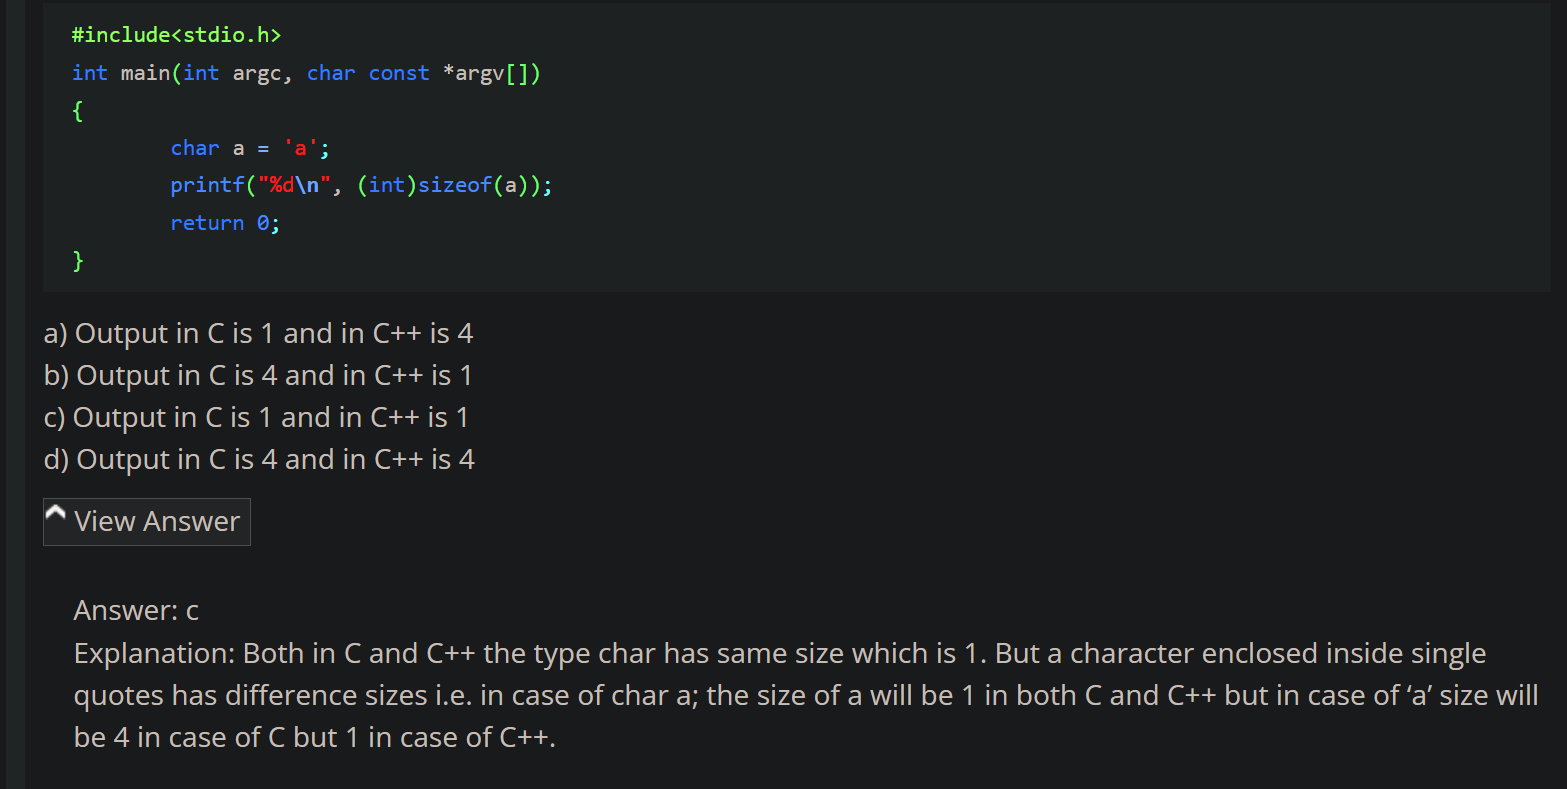 #include<stdio.h>
int main(int argc, char const *argv[])
{
char a = 'a';
printf("%d\n", (int)sizeof(a));
return 0;
}
a) Output in C is 1 and in C++ is 4
b) Output in C is 4 and in C++ is 1
c) Output in C is 1 and in C++ is 1
d) Output in C is 4 and in C++ is 4
View Answer
Answer: c
Explanation: Both in C and C++ the type char has same size which is 1. But a character enclosed inside single
quotes has difference sizes i.e. in case of char a; the size of a will be 1 in both C and C++ but in case of ‘a’ size will
be 4 in case of C but 1 in case of C++.